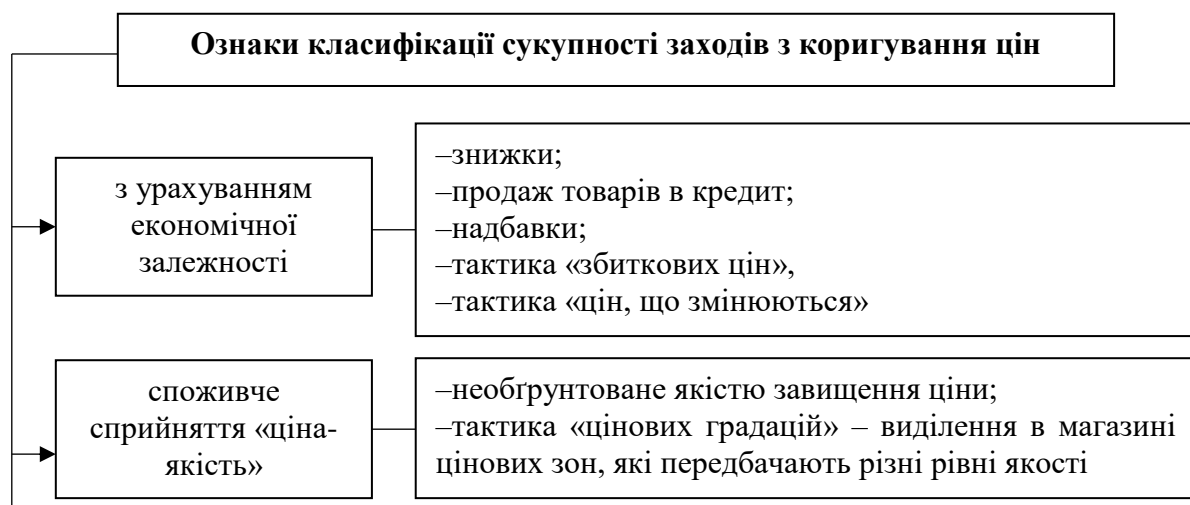 Ознаки класифікації сукупності заходів з коригування цін
з урахуванням
економічної
залежності
–знижки;
–продаж товарів в кредит;
–надбавки;
–тактика «збиткових цін»,
–тактика «цін, що змінюються»
споживче
сприйняття «ціна-
якість»
–необґрунтоване якістю завищення ціни;
–тактика «цінових градацій» – виділення в магазині
цінових зон, які передбачають різні рівні якості